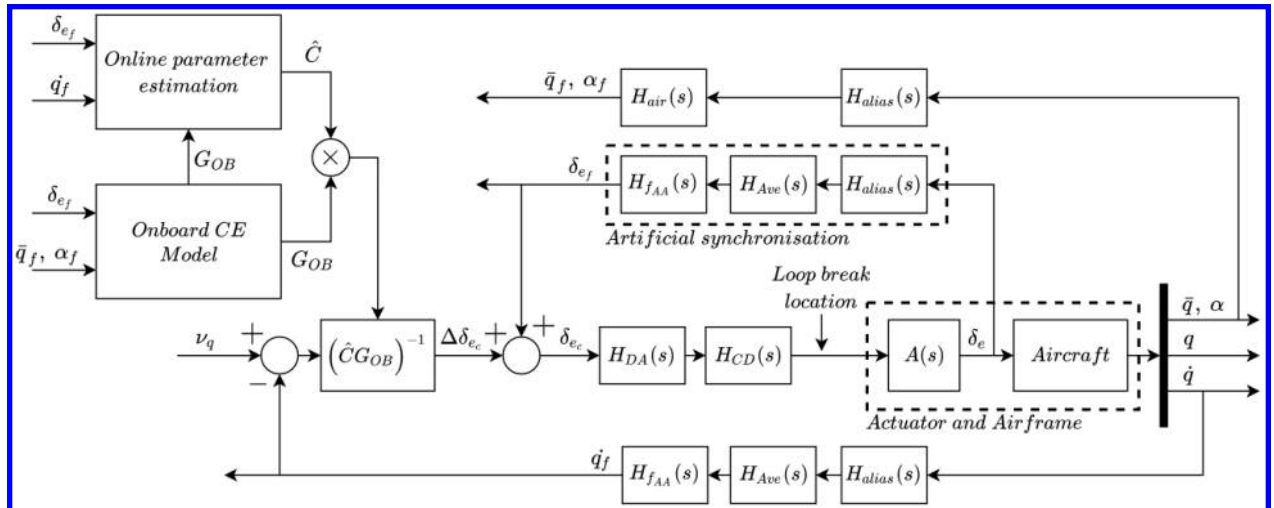 δ_{e_f}
Online parameter
estimation
q̇_f
Ĉ
G_{OB}
×
δ_{e_f}
Onboard CE
Model
q̄_f, α_f
G_{OB}
q̄_f, α_f
H_{air}(s)
H_{alias}(s)
δ_{e_f}
H_{f_{AA}}(s)
H_{Ave}(s)
H_{alias}(s)
Artificial synchronisation
Loop break
location
ν_q
+
−
(ĈG_{OB})^{-1}
Δδ_{e_c}
+
+
δ_{e_c}
H_{DA}(s)
H_{CD}(s)
A(s)
δ_e
Aircraft
Actuator and Airframe
q̄, α
q
q̇
q̇_f
H_{f_{AA}}(s)
H_{Ave}(s)
H_{alias}(s)